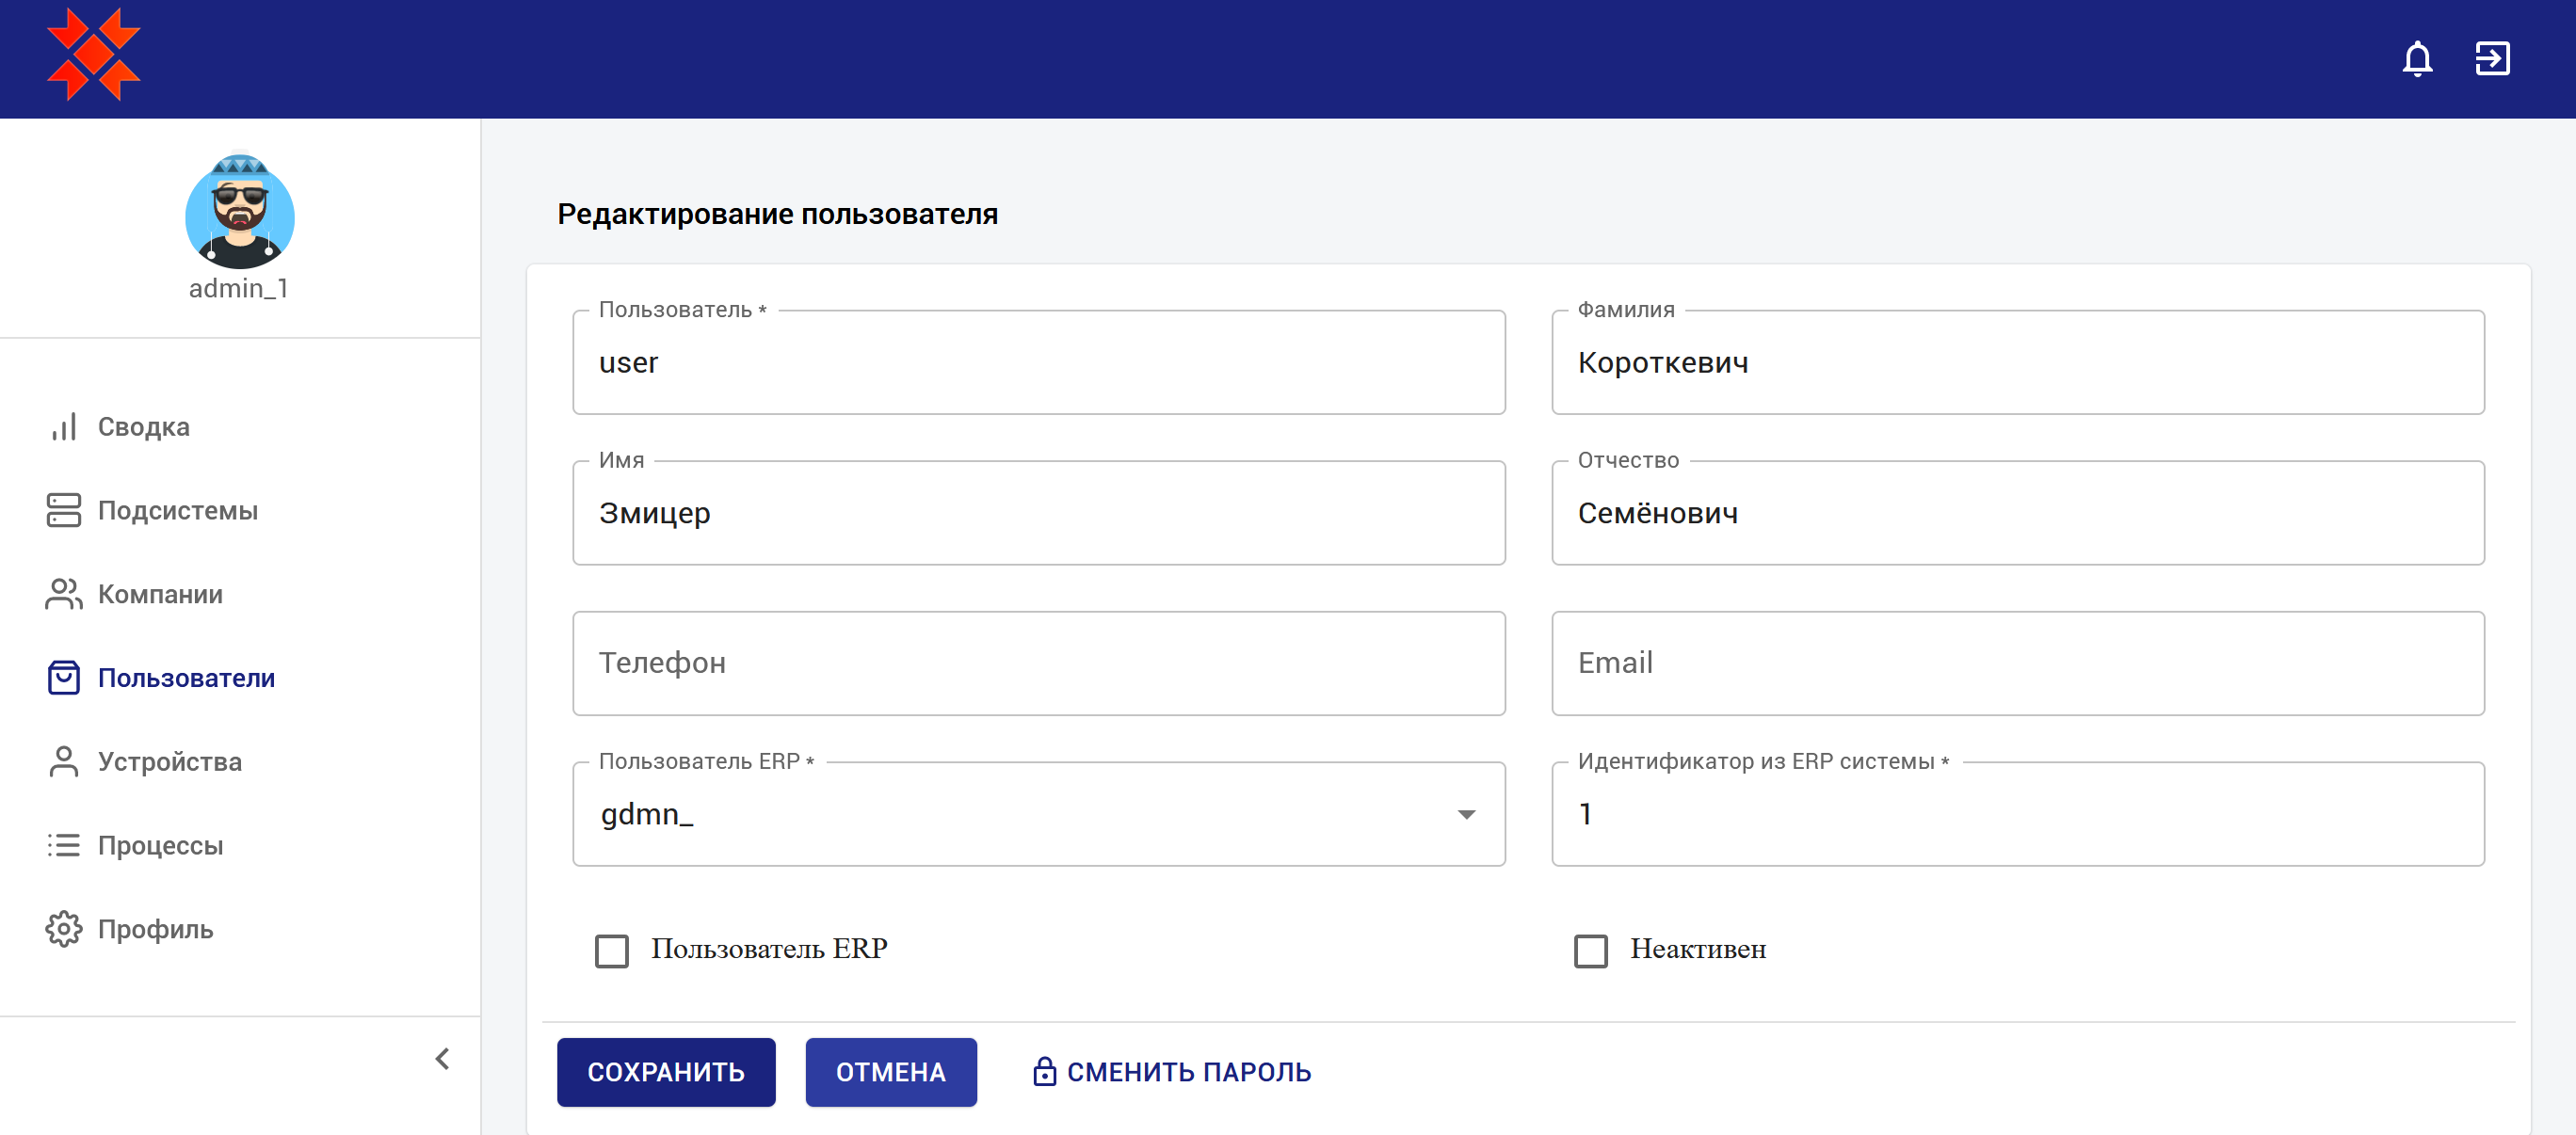 admin_1
Сводка
Подсистемы
Компании
Пользователи
Устройства
Процессы
Профиль
Редактирование пользователя
Пользователь *
user
Фамилия
Короткевич
Имя
Змицер
Отчество
Семёнович
Телефон
Email
Пользователь ERP *
gdmn_
Идентификатор из ERP системы *
1
Пользователь ERP
Неактивен
СОХРАНИТЬ
ОТМЕНА
СМЕНИТЬ ПАРОЛЬ